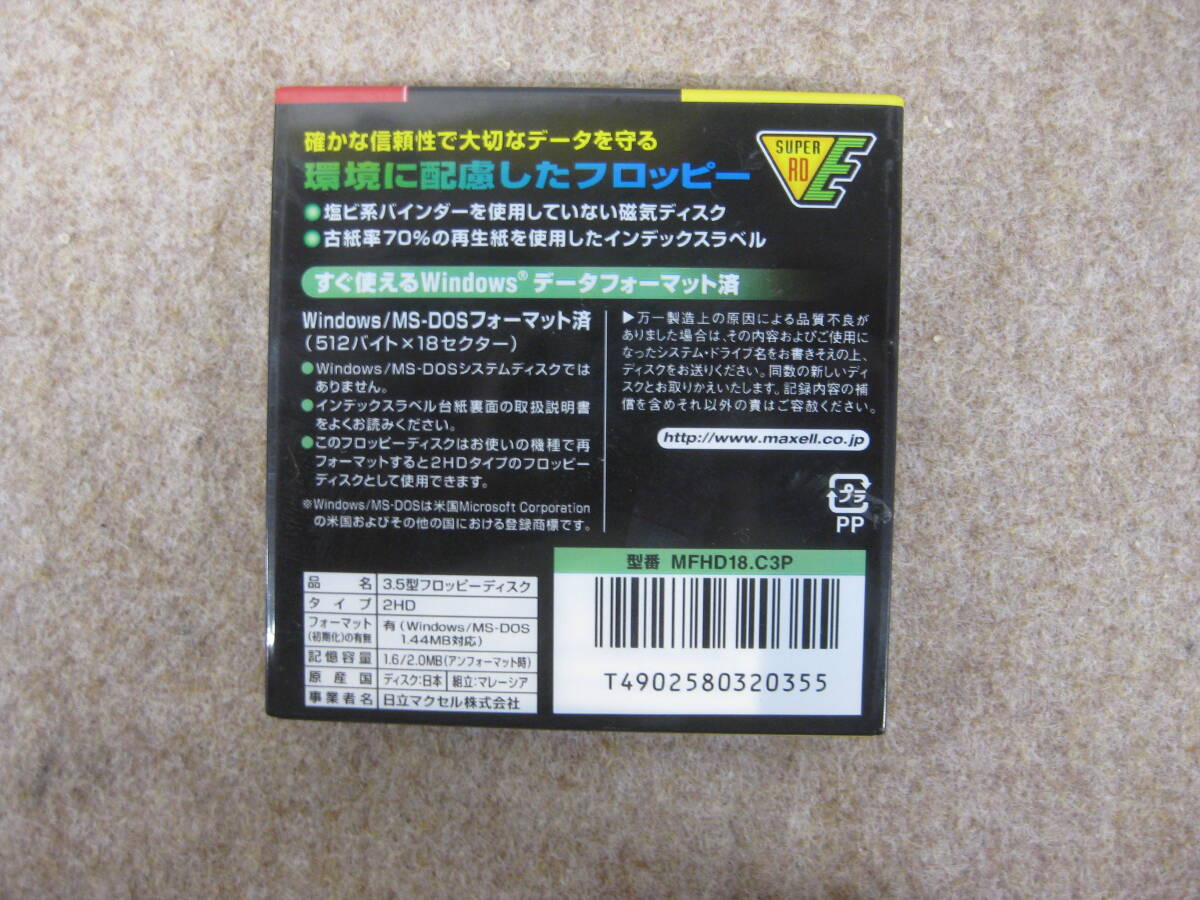 確かな信頼性で大切なデータを守る
環境に配慮したフロッピー
SUPER
RD
E
●塩ビ系バインダーを使用していない磁気ディスク
●古紙率70%の再生紙を使用したインデックスラベル
すぐ使えるWindows® データフォーマット済
Windows/MS-DOSフォーマット済
(512バイト×18セクター)
●Windows/MS-DOSシステムディスクでは
ありません。
●インデックスラベル台紙裏面の取扱説明書
をよくお読みください。
●このフロッピーディスクはお使いの機種で再
フォーマットすると2HDタイプのフロッピー
ディスクとして使用できます。
※Windows/MS-DOSは米国Microsoft Corporation
の米国およびその他の国における登録商標です。
▶万一製造上の原因による品質不良が
ありました場合は、その内容およびご使用に
なったシステム・ドライブ名をお書きそえの上、
ディスクをお送りください。同数の新しいディ
スクとお取りかえいたします。記録内容の補
償を含めそれ以外の責はご容赦ください。
http://www.maxell.co.jp
プラ
PP
品名 3.5型フロッピーディスク
タイプ 2HD
フォーマット(初期化)の有無 有(Windows/MS-DOS
1.44MB対応)
記憶容量 1.6/2.0MB(アンフォーマット時)
原産国 ディスク:日本 組立:マレーシア
事業者名 日立マクセル株式会社
型番 MFHD18.C3P
T4902580320355